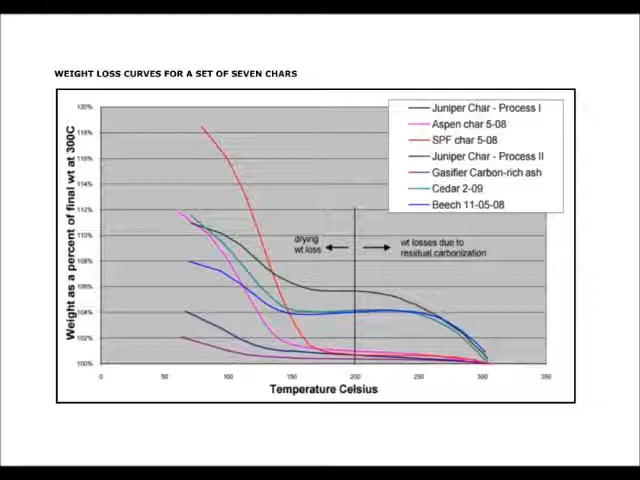 WEIGHT LOSS CURVES FOR A SET OF SEVEN CHARS
Weight as a percent of final wt at 300C
120%
118%
116%
114%
112%
110%
108%
106%
104%
102%
100%
Juniper Char - Process I
Aspen char 5-08
SPF char 5-08
Juniper Char - Process II
Gasifier Carbon-rich ash
Cedar 2-09
Beech 11-05-08
drying
wt loss
wt losses due to
residual carbonization
0 50 100 150 200 250 300 350
Temperature Celsius